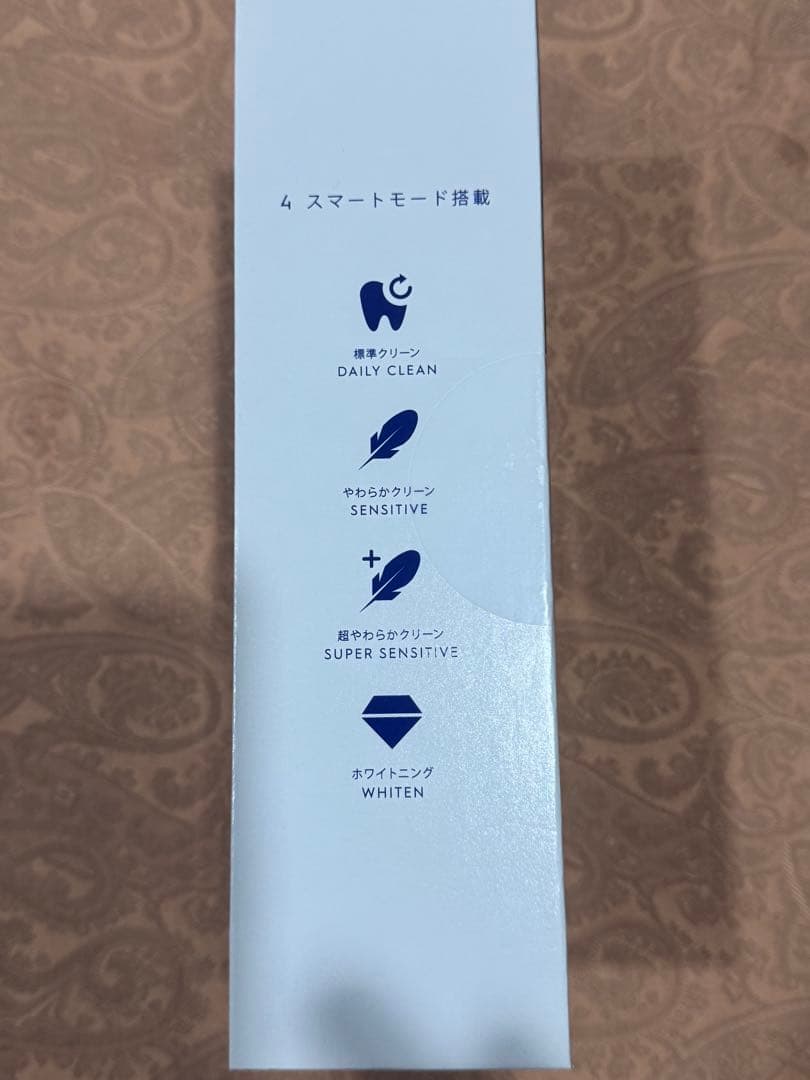 4 スマートモード搭載
標準クリーン
DAILY CLEAN
やわらかクリーン
SENSITIVE
超やわらかクリーン
SUPER SENSITIVE
ホワイトニング
WHITEN